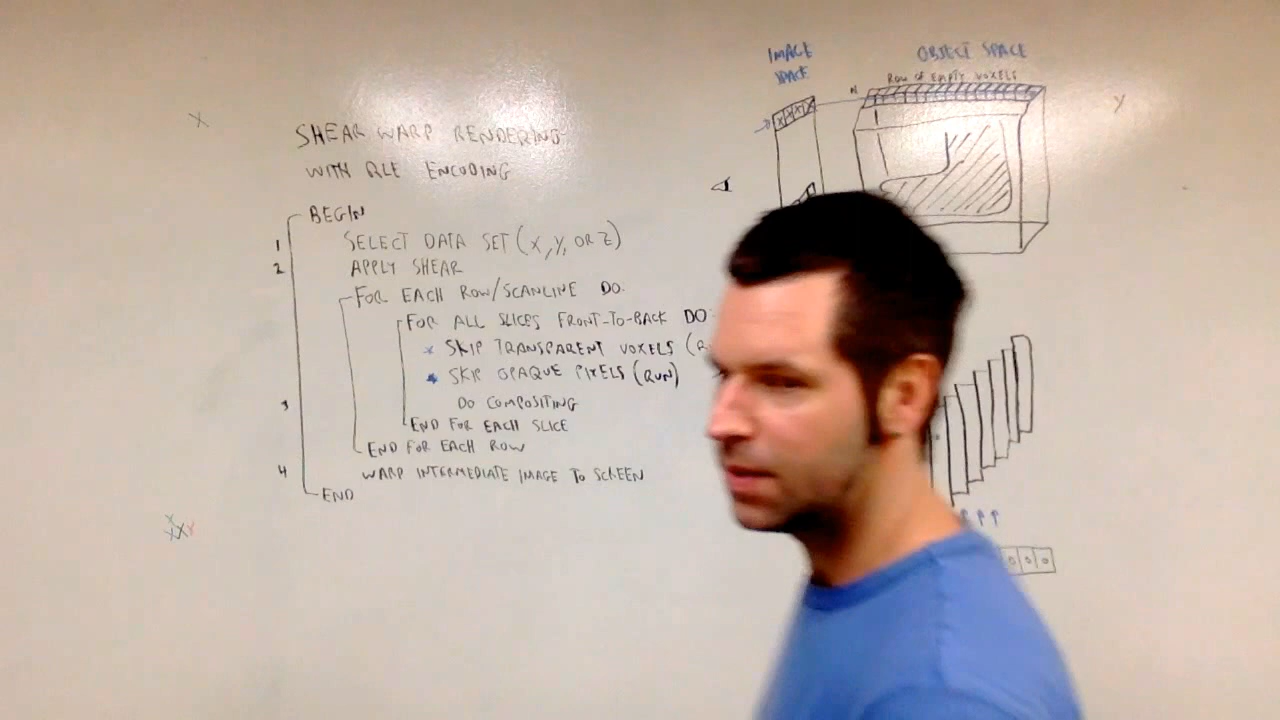 SHEAR WARP RENDERING
WITH RLE ENCODING
BEGIN
1 SELECT DATA SET (X, Y, OR Z)
2 APPLY SHEAR
FOR EACH ROW/SCANLINE DO
FOR ALL SLICES FRONT-TO-BACK DO
* SKIP TRANSPARENT VOXELS (
* SKIP OPAQUE PIXELS (RUN)
3 DO COMPOSITING
END FOR EACH SLICE
END FOR EACH ROW
4 WARP INTERMEDIATE IMAGE TO SCREEN
END
IMAGE
SPACE
OBJECT SPACE
ROW OF EMPTY VOXELS
N
X
Y
0 0 0